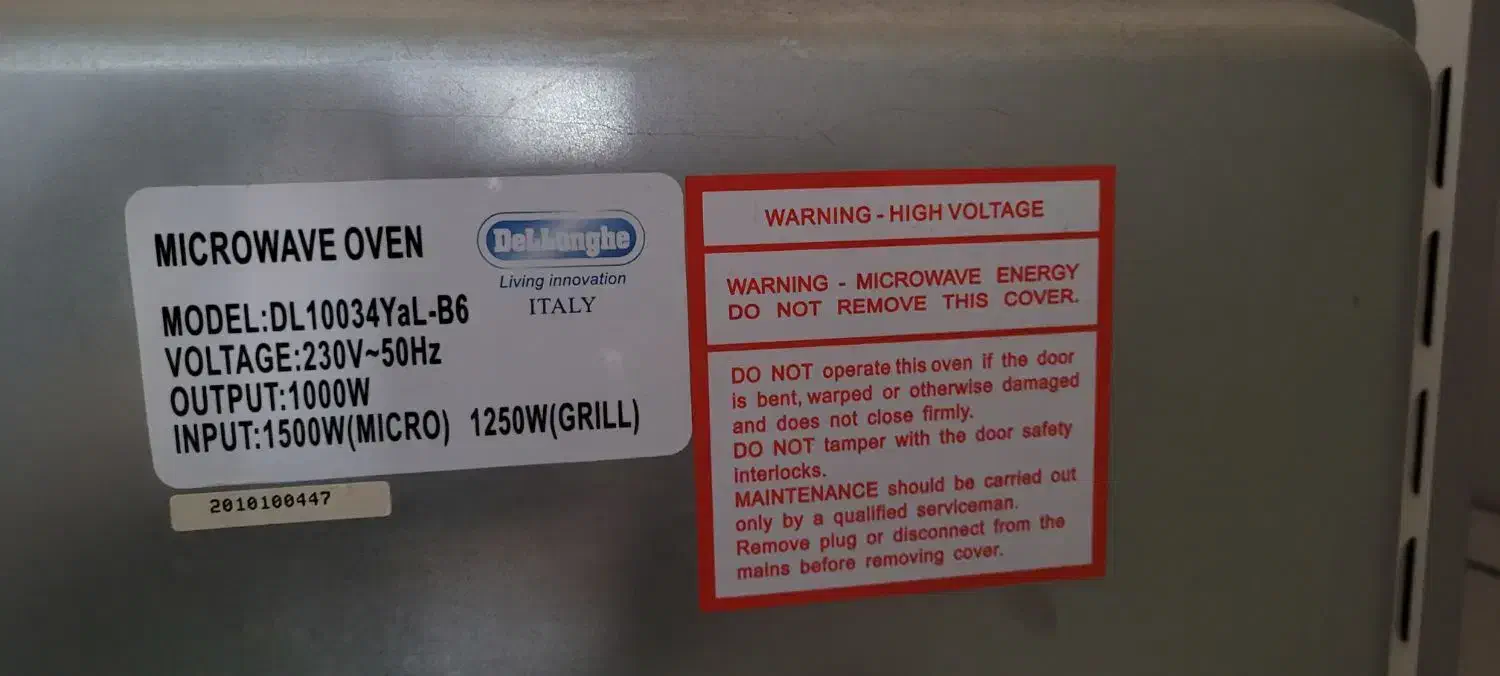 MICROWAVE OVEN
DeLLonghe
Living innovation
ITALY
MODEL:DL10034YaL-B6
VOLTAGE:230V~50Hz
OUTPUT:1000W
INPUT:1500W(MICRO) 1250W(GRILL)
2010100447
WARNING - HIGH VOLTAGE
WARNING - MICROWAVE ENERGY
DO NOT REMOVE THIS COVER.
DO NOT operate this oven if the door
is bent, warped or otherwise damaged
and does not close firmly.
DO NOT tamper with the door safety
interlocks.
MAINTENANCE should be carried out
only by a qualified serviceman.
Remove plug or disconnect from the
mains before removing cover.